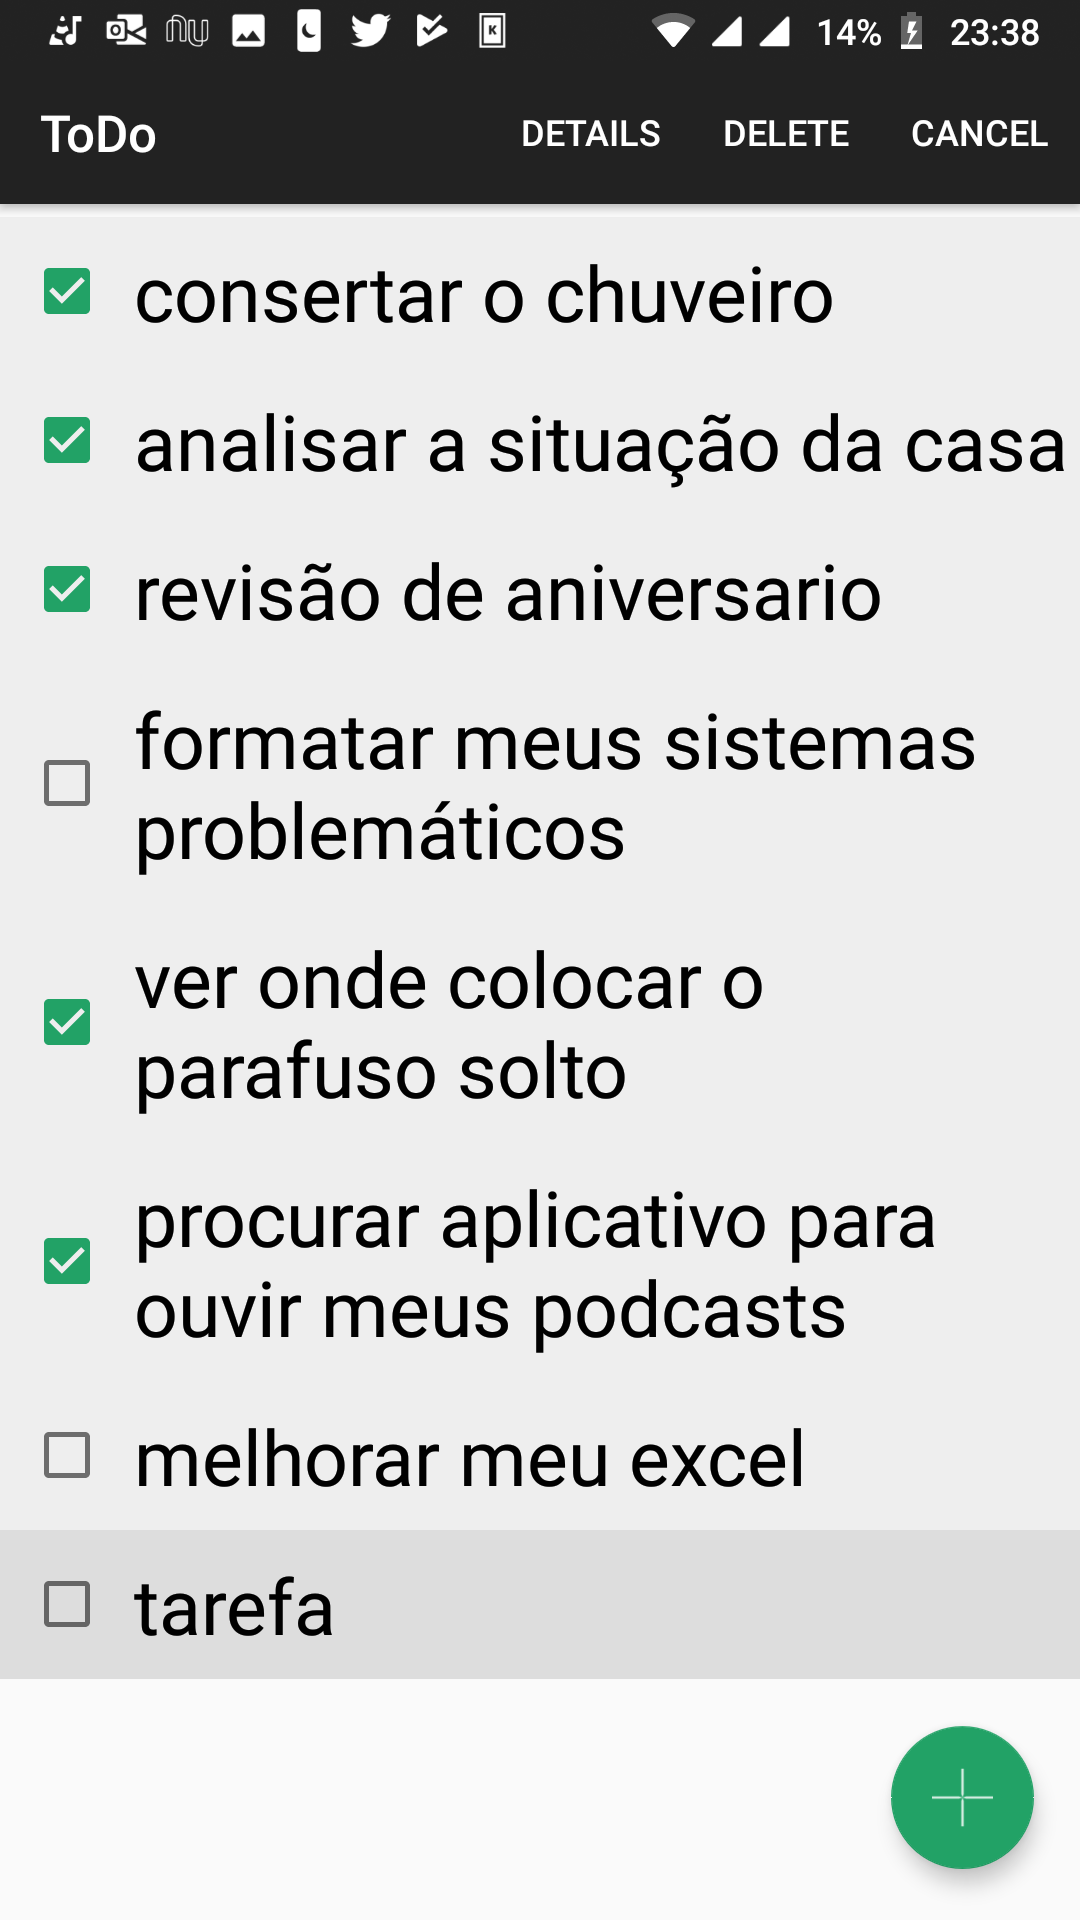 14% 23:38
ToDo DETAILS DELETE CANCEL
consertar o chuveiro
analisar a situação da casa
revisão de aniversario
formatar meus sistemas
problemáticos
ver onde colocar o
parafuso solto
procurar aplicativo para
ouvir meus podcasts
melhorar meu excel
tarefa